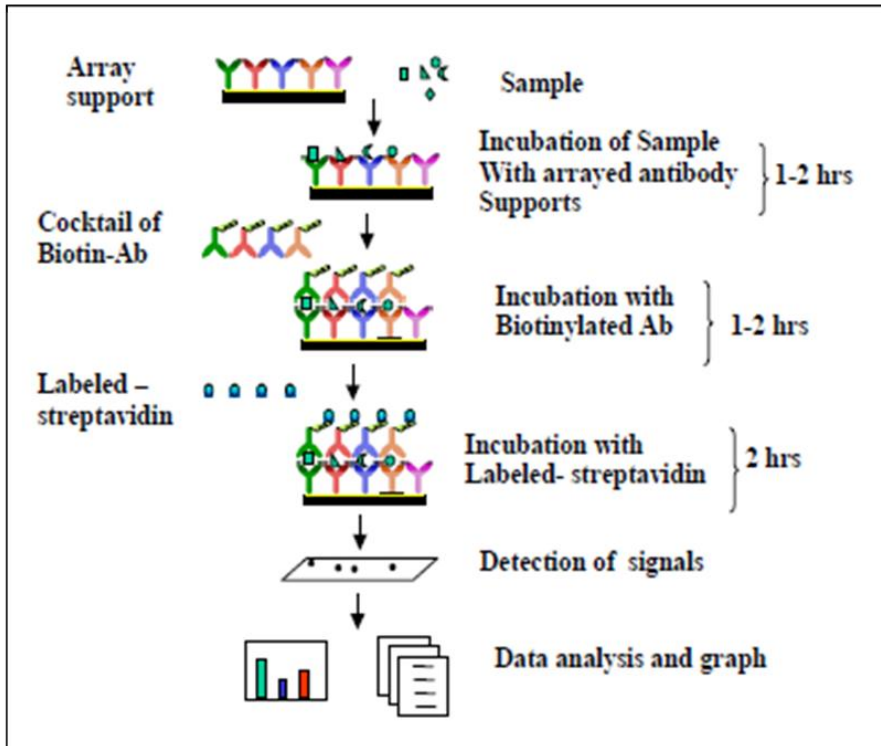 Array
support
Sample
Incubation of Sample
With arrayed antibody
Supports
1-2 hrs
Cocktail of
Biotin-Ab
Incubation with
Biotinylated Ab
1-2 hrs
Labeled –
streptavidin
Incubation with
Labeled- streptavidin
2 hrs
Detection of signals
Data analysis and graph